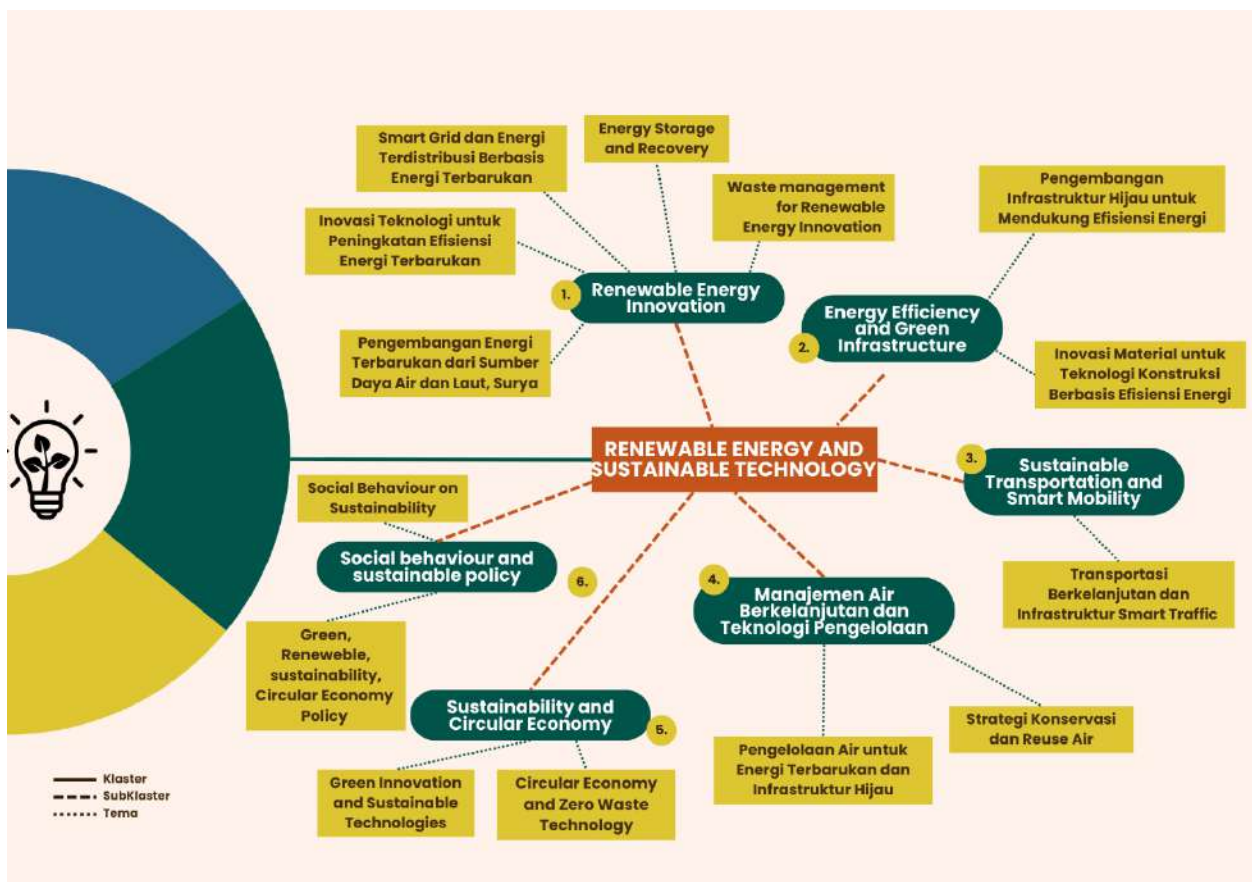 Smart Grid dan Energi
Terdistribusi Berbasis
Energi Terbarukan
Energy Storage
and Recovery
Waste management
for Renewable
Energy Innovation
Inovasi Teknologi untuk
Peningkatan Efisiensi
Energi Terbarukan
1.
Renewable Energy
Innovation
Pengembangan Energi
Terbarukan dari Sumber
Daya Air dan Laut, Surya
Pengembangan
Infrastruktur Hijau untuk
Mendukung Efisiensi Energi
2.
Energy Efficiency
and Green
Infrastructure
Inovasi Material untuk
Teknologi Konstruksi
Berbasis Efisiensi Energi
RENEWABLE ENERGY AND
SUSTAINABLE TECHNOLOGY
3.
Sustainable
Transportation and
Smart Mobility
Transportasi
Berkelanjutan dan
Infrastruktur Smart Traffic
4.
Manajemen Air
Berkelanjutan dan
Teknologi Pengelolaan
Strategi Konservasi
dan Reuse Air
Pengelolaan Air untuk
Energi Terbarukan dan
Infrastruktur Hijau
Sustainability and
Circular Economy
5.
Green Innovation
and Sustainable
Technologies
Circular Economy
and Zero Waste
Technology
Social Behaviour on
Sustainability
Social behaviour and
sustainable policy
6.
Green,
Reneweble,
sustainability,
Circular Economy
Policy
Klaster
SubKlaster
Tema